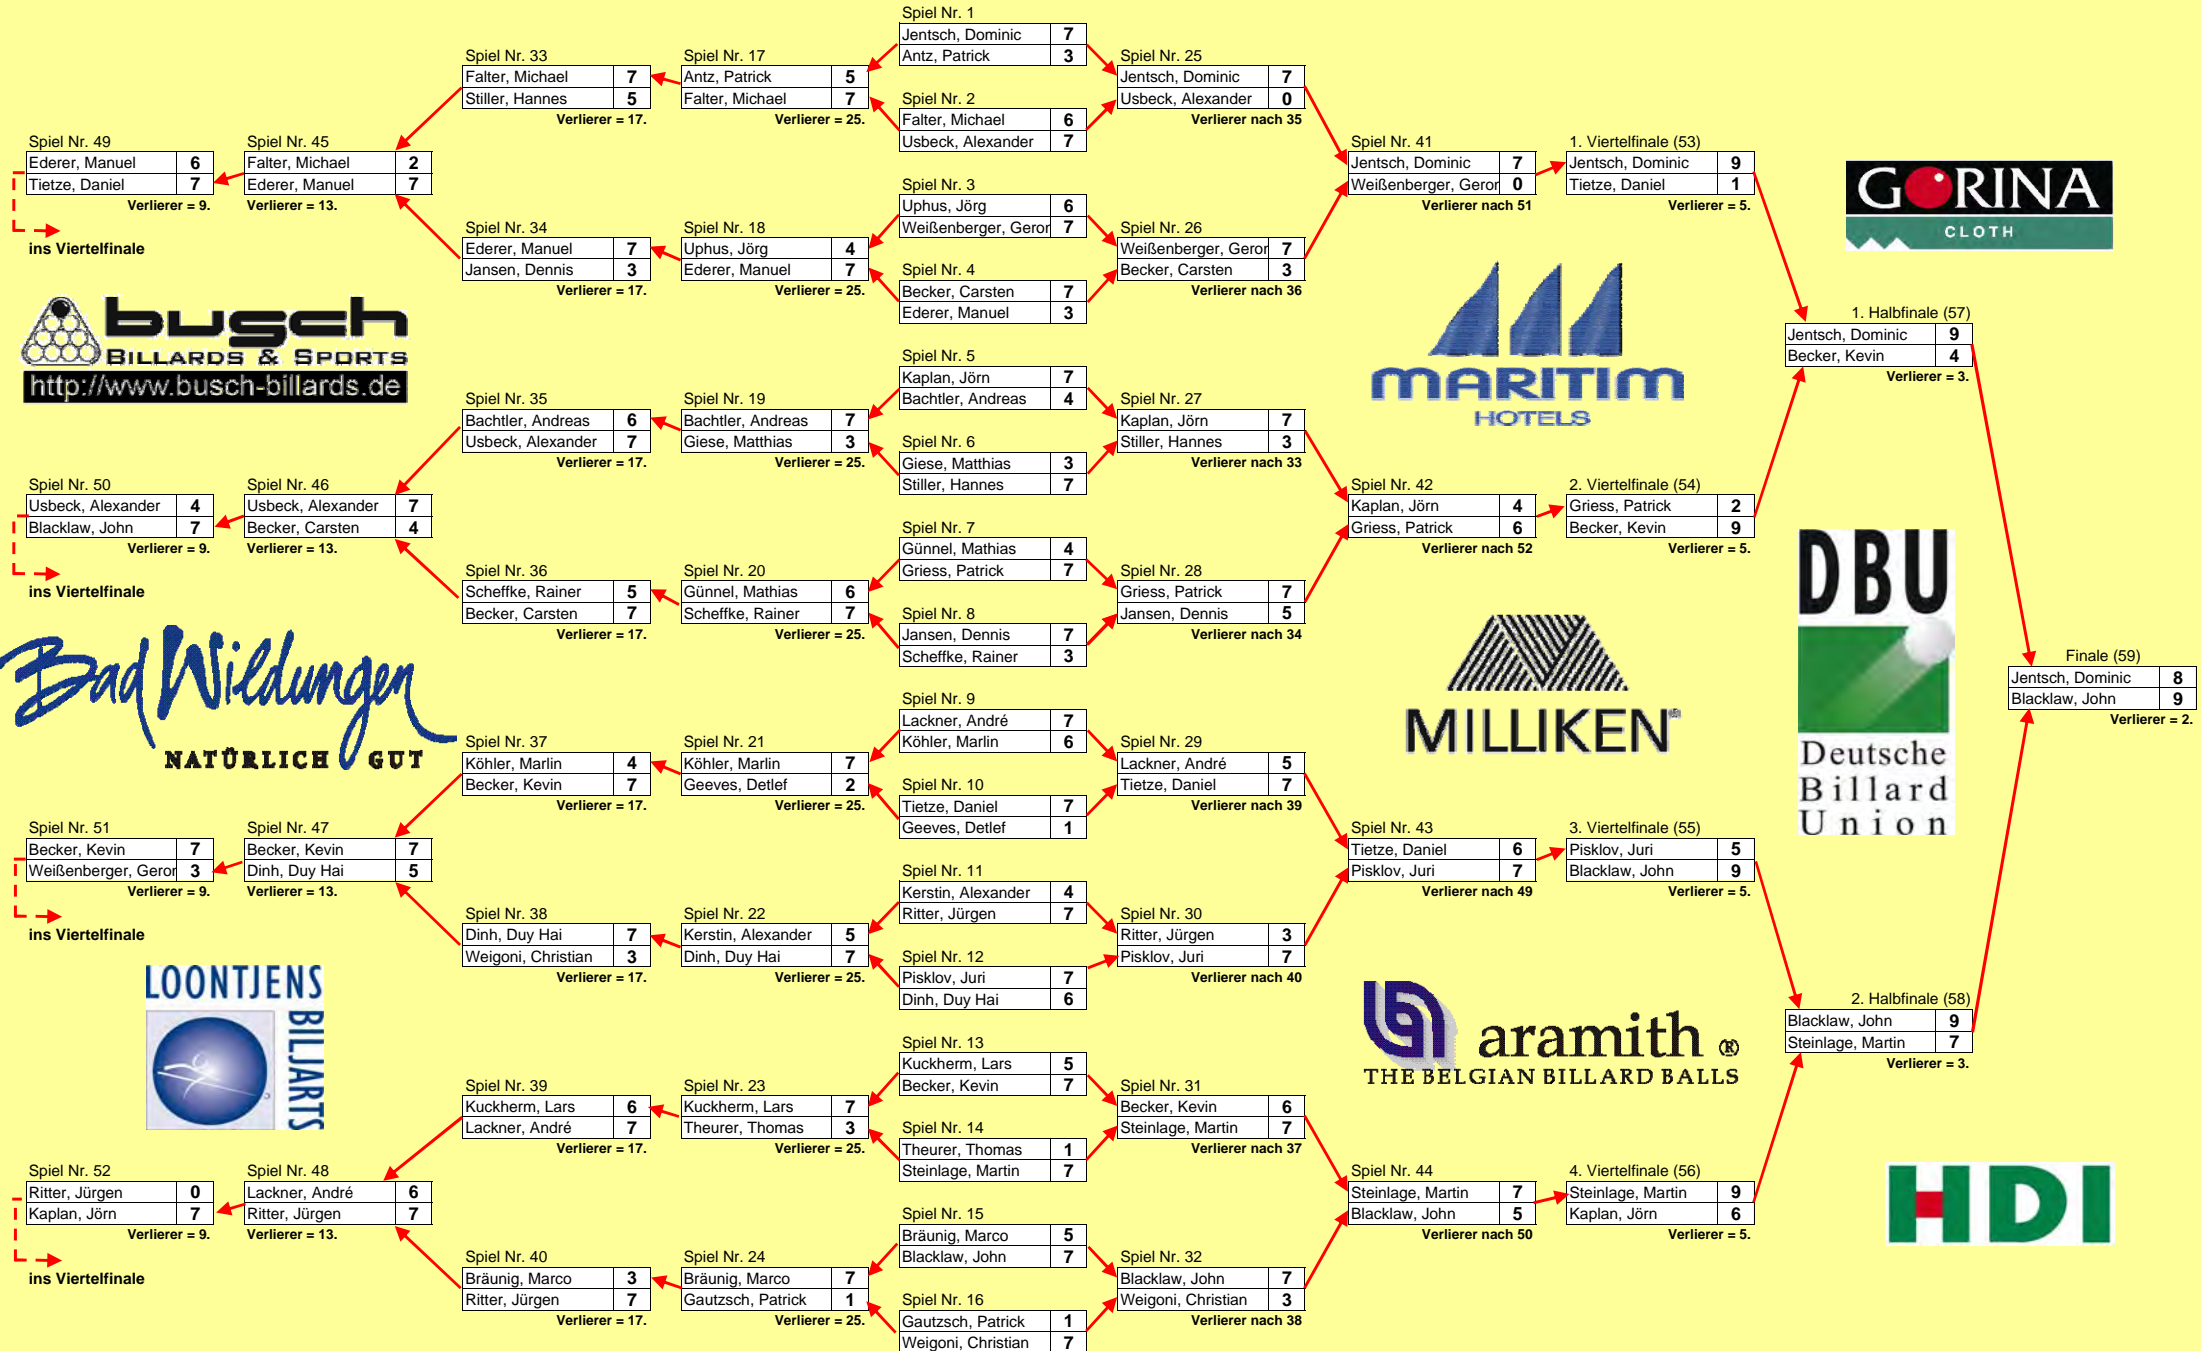 Spiel Nr. 49
Ederer, Manuel 6
Tietze, Daniel 7
Verlierer = 9.
ins Viertelfinale
busch
BILLARDS & SPORTS
http://www.busch-billards.de
Spiel Nr. 50
Usbeck, Alexander 4
Blacklaw, John 7
Verlierer = 9.
ins Viertelfinale
Bad Wildungen
NATÜRLICH GUT
Spiel Nr. 51
Becker, Kevin 7
Weißenberger, Geror 3
Verlierer = 9.
ins Viertelfinale
LOONTJENS
BILJARTS
Spiel Nr. 52
Ritter, Jürgen 0
Kaplan, Jörn 7
Verlierer = 9.
ins Viertelfinale
Spiel Nr. 45
Falter, Michael 2
Ederer, Manuel 7
Verlierer = 13.
Spiel Nr. 46
Usbeck, Alexander 7
Becker, Carsten 4
Verlierer = 13.
Spiel Nr. 47
Becker, Kevin 7
Dinh, Duy Hai 5
Verlierer = 13.
Spiel Nr. 48
Lackner, André 6
Ritter, Jürgen 7
Verlierer = 13.
Spiel Nr. 33
Falter, Michael 7
Stiller, Hannes 5
Verlierer = 17.
Spiel Nr. 34
Ederer, Manuel 7
Jansen, Dennis 3
Verlierer = 17.
Spiel Nr. 35
Bachtler, Andreas 6
Usbeck, Alexander 7
Verlierer = 17.
Spiel Nr. 36
Scheffke, Rainer 5
Becker, Carsten 7
Verlierer = 17.
Spiel Nr. 37
Köhler, Marlin 4
Becker, Kevin 7
Verlierer = 17.
Spiel Nr. 38
Dinh, Duy Hai 7
Weigoni, Christian 3
Verlierer = 17.
Spiel Nr. 39
Kuckherm, Lars 6
Lackner, André 7
Verlierer = 17.
Spiel Nr. 40
Bräunig, Marco 3
Ritter, Jürgen 7
Verlierer = 17.
Spiel Nr. 17
Antz, Patrick 5
Falter, Michael 7
Verlierer = 25.
Spiel Nr. 18
Uphus, Jörg 4
Ederer, Manuel 7
Verlierer = 25.
Spiel Nr. 19
Bachtler, Andreas 7
Giese, Matthias 3
Verlierer = 25.
Spiel Nr. 20
Günnel, Mathias 6
Scheffke, Rainer 7
Verlierer = 25.
Spiel Nr. 21
Köhler, Marlin 7
Geeves, Detlef 2
Verlierer = 25.
Spiel Nr. 22
Kerstin, Alexander 5
Dinh, Duy Hai 7
Verlierer = 25.
Spiel Nr. 23
Kuckherm, Lars 7
Theurer, Thomas 3
Verlierer = 25.
Spiel Nr. 24
Bräunig, Marco 7
Gautzsch, Patrick 1
Verlierer = 25.
Spiel Nr. 1
Jentsch, Dominic 7
Antz, Patrick 3
Spiel Nr. 2
Falter, Michael 6
Usbeck, Alexander 7
Spiel Nr. 3
Uphus, Jörg 6
Weißenberger, Geror 7
Spiel Nr. 4
Becker, Carsten 7
Ederer, Manuel 3
Spiel Nr. 5
Kaplan, Jörn 7
Bachtler, Andreas 4
Spiel Nr. 6
Giese, Matthias 3
Stiller, Hannes 7
Spiel Nr. 7
Günnel, Mathias 4
Griess, Patrick 7
Spiel Nr. 8
Jansen, Dennis 7
Scheffke, Rainer 3
Spiel Nr. 9
Lackner, André 7
Köhler, Marlin 6
Spiel Nr. 10
Tietze, Daniel 7
Geeves, Detlef 1
Spiel Nr. 11
Kerstin, Alexander 4
Ritter, Jürgen 7
Spiel Nr. 12
Pisklov, Juri 7
Dinh, Duy Hai 6
Spiel Nr. 13
Kuckherm, Lars 5
Becker, Kevin 7
Spiel Nr. 14
Theurer, Thomas 1
Steinlage, Martin 7
Spiel Nr. 15
Bräunig, Marco 5
Blacklaw, John 7
Spiel Nr. 16
Gautzsch, Patrick 1
Weigoni, Christian 7
Spiel Nr. 25
Jentsch, Dominic 7
Usbeck, Alexander 0
Verlierer nach 35
Spiel Nr. 26
Weißenberger, Geror 7
Becker, Carsten 3
Verlierer nach 36
Spiel Nr. 27
Kaplan, Jörn 7
Stiller, Hannes 3
Verlierer nach 33
Spiel Nr. 28
Griess, Patrick 7
Jansen, Dennis 5
Verlierer nach 34
Spiel Nr. 29
Lackner, André 5
Tietze, Daniel 7
Verlierer nach 39
Spiel Nr. 30
Ritter, Jürgen 3
Pisklov, Juri 7
Verlierer nach 40
Spiel Nr. 31
Becker, Kevin 6
Steinlage, Martin 7
Verlierer nach 37
Spiel Nr. 32
Blacklaw, John 7
Weigoni, Christian 3
Verlierer nach 38
Spiel Nr. 41
Jentsch, Dominic 7
Weißenberger, Geror 0
Verlierer nach 51
MARITIM
HOTELS
Spiel Nr. 42
Kaplan, Jörn 4
Griess, Patrick 6
Verlierer nach 52
MILLIKEN
Spiel Nr. 43
Tietze, Daniel 6
Pisklov, Juri 7
Verlierer nach 49
aramith ®
THE BELGIAN BILLARD BALLS
Spiel Nr. 44
Steinlage, Martin 7
Blacklaw, John 5
Verlierer nach 50
1. Viertelfinale (53)
Jentsch, Dominic 9
Tietze, Daniel 1
Verlierer = 5.
2. Viertelfinale (54)
Griess, Patrick 2
Becker, Kevin 9
Verlierer = 5.
3. Viertelfinale (55)
Pisklov, Juri 5
Blacklaw, John 9
Verlierer = 5.
4. Viertelfinale (56)
Steinlage, Martin 9
Kaplan, Jörn 6
Verlierer = 5.
GORINA
CLOTH
1. Halbfinale (57)
Jentsch, Dominic 9
Becker, Kevin 4
Verlierer = 3.
DBU
Deutsche
Billard
Union
2. Halbfinale (58)
Blacklaw, John 9
Steinlage, Martin 7
Verlierer = 3.
HDI
Finale (59)
Jentsch, Dominic 8
Blacklaw, John 9
Verlierer = 2.